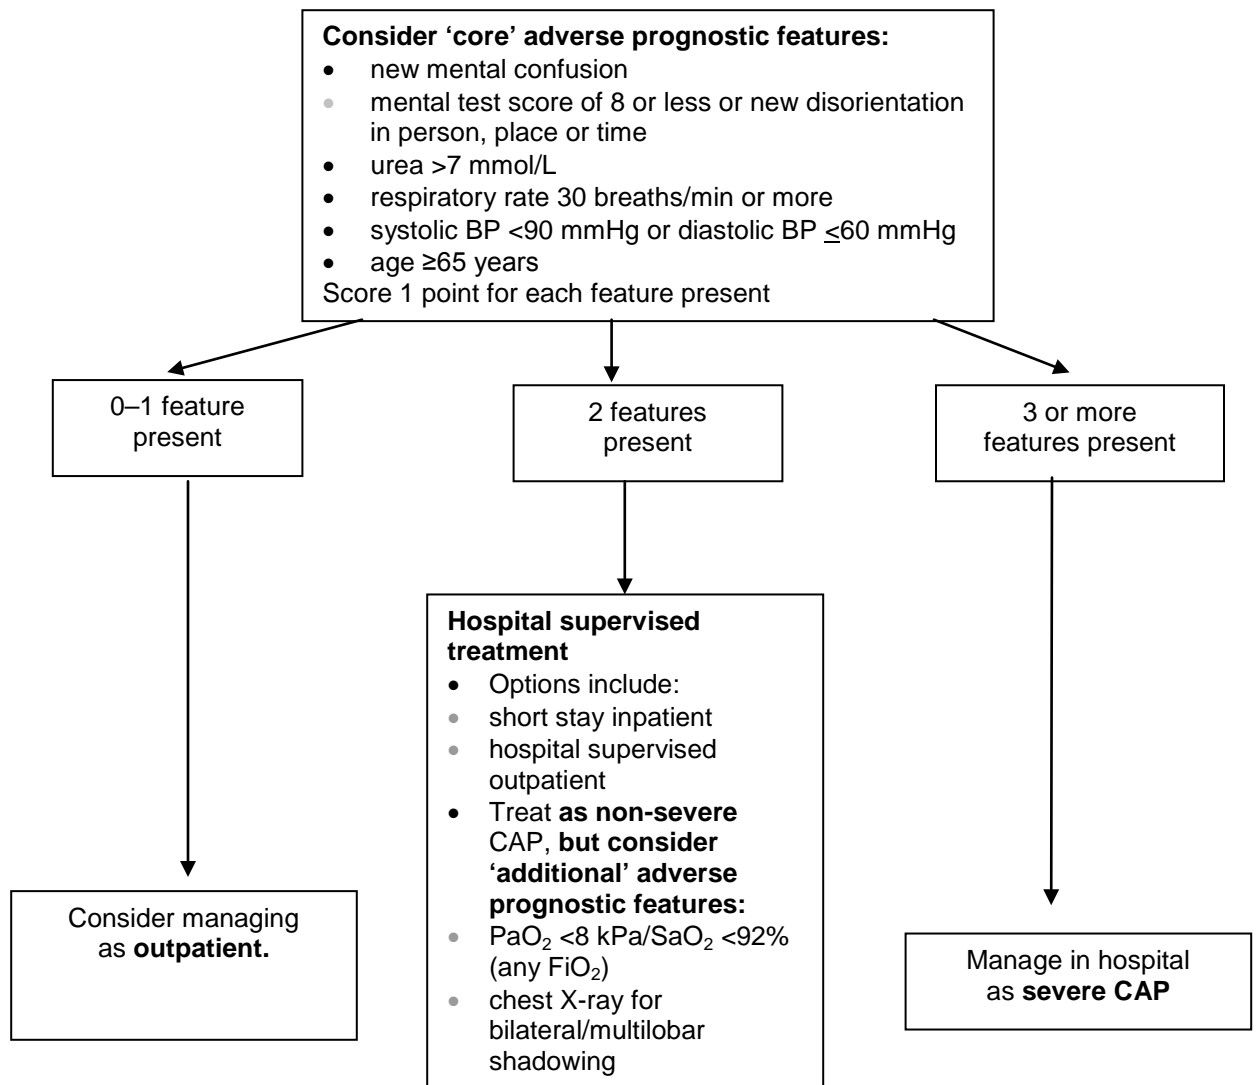 Consider ‘core’ adverse prognostic features:
• new mental confusion
• mental test score of 8 or less or new disorientation
in person, place or time
• urea >7 mmol/L
• respiratory rate 30 breaths/min or more
• systolic BP <90 mmHg or diastolic BP ≤60 mmHg
• age ≥65 years
Score 1 point for each feature present
0–1 feature
present
2 features
present
3 or more
features present
Hospital supervised
treatment
• Options include:
• short stay inpatient
• hospital supervised
outpatient
• Treat as non-severe
CAP, but consider
‘additional’ adverse
prognostic features:
• PaO₂ <8 kPa/SaO₂ <92%
(any FiO₂)
• chest X-ray for
bilateral/multilobar
shadowing
Consider managing
as outpatient.
Manage in hospital
as severe CAP